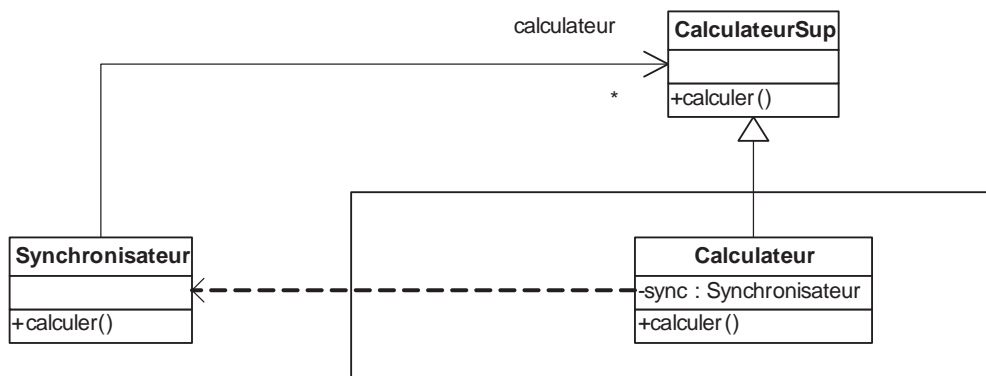 calculateur
CalculateurSup
*
+calculer()
Synchronisateur
+calculer()
Calculateur
-sync : Synchronisateur
+calculer()